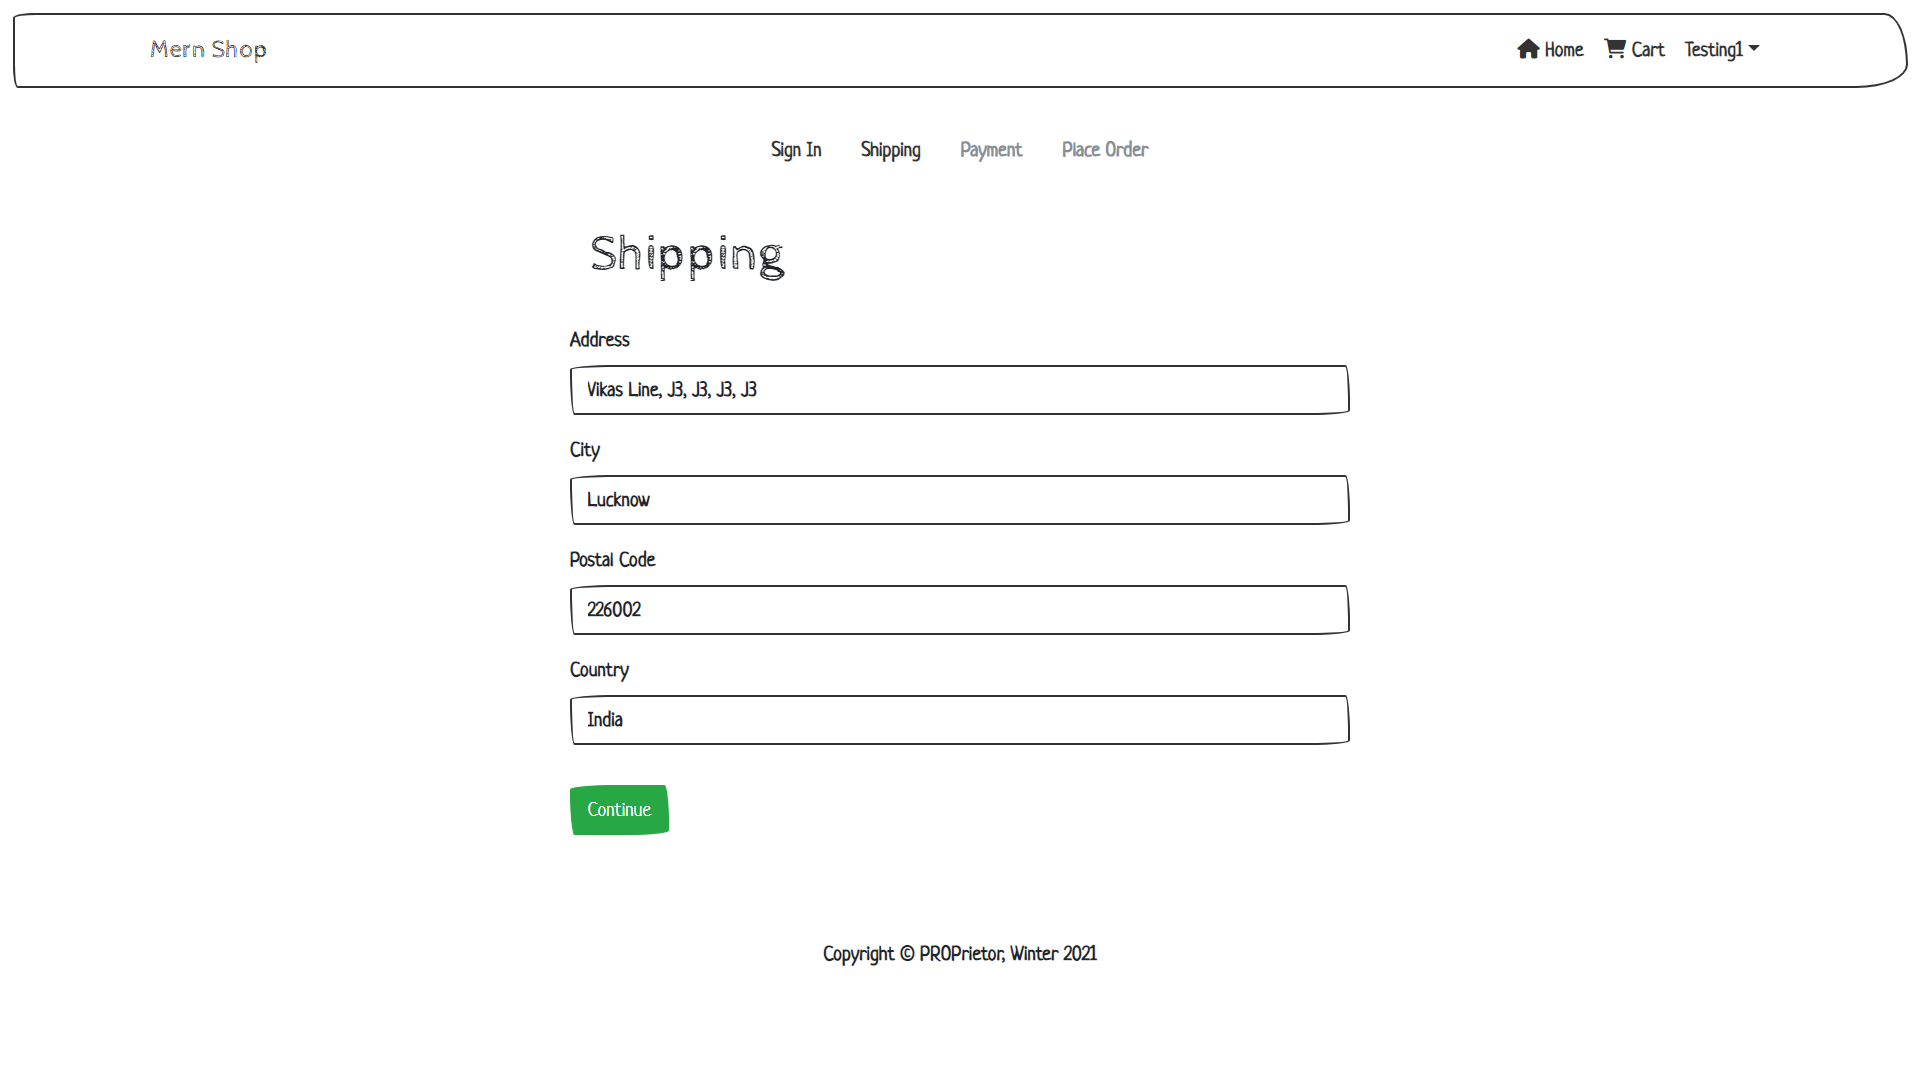 Mern Shop Home Cart Testing1
Sign In Shipping Payment Place Order
Shipping
Address
Vikas Line, J3, J3, J3, J3
City
Lucknow
Postal Code
226002
Country
India
Continue
Copyright © PROPrietor, Winter 2021